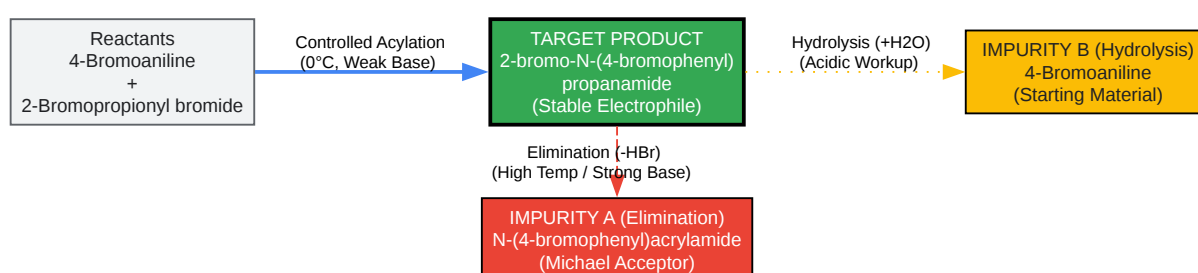 Reactants
4-Bromoaniline
+
2-Bromopropionyl bromide
Controlled Acylation
(0°C, Weak Base)
TARGET PRODUCT
2-bromo-N-(4-bromophenyl)
propanamide
(Stable Electrophile)
Hydrolysis (+H2O)
(Acidic Workup)
IMPURITY B (Hydrolysis)
4-Bromoaniline
(Starting Material)
Elimination (-HBr)
(High Temp / Strong Base)
IMPURITY A (Elimination)
N-(4-bromophenyl)acrylamide
(Michael Acceptor)